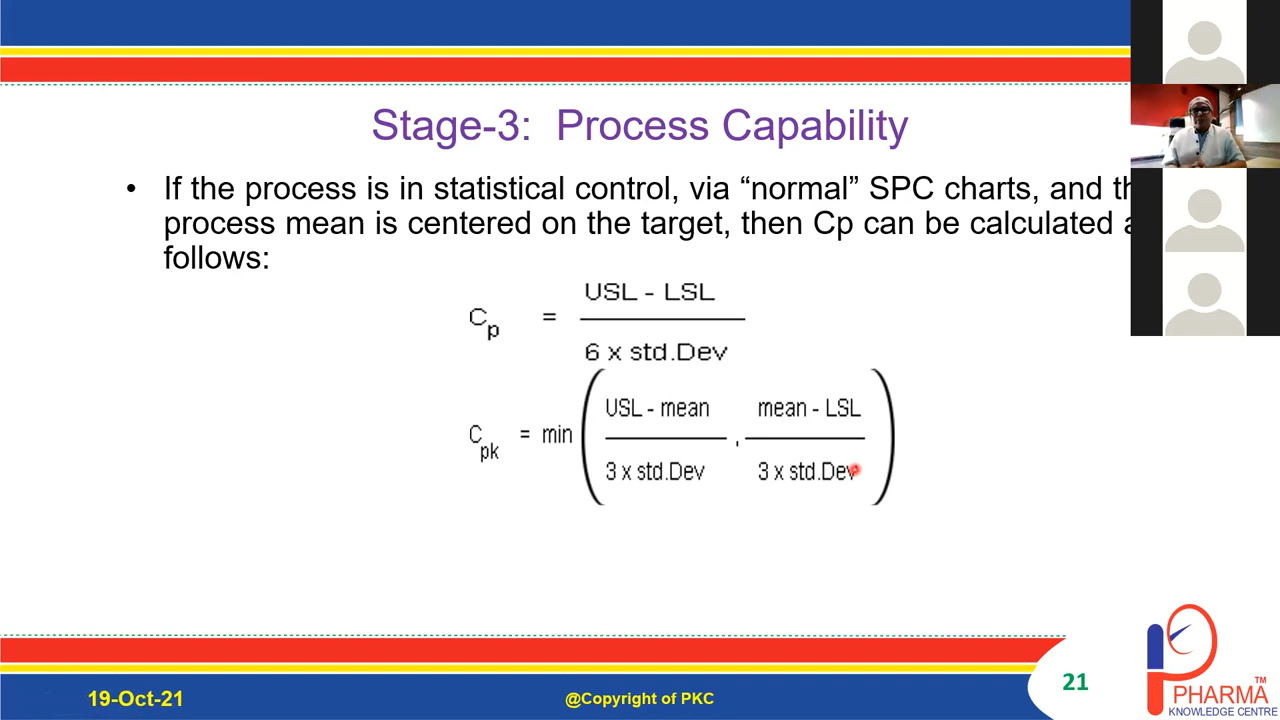 Stage-3: Process Capability
• If the process is in statistical control, via “normal” SPC charts, and
process mean is centered on the target, then Cp can be calculated
follows:
USL - LSL
Cp =
6 x std.Dev
USL - mean mean - LSL
Cpk = min ( , )
3 x std.Dev 3 x std.Dev
19-Oct-21
@Copyright of PKC
21
PHARMA TM
KNOWLEDGE CENTRE